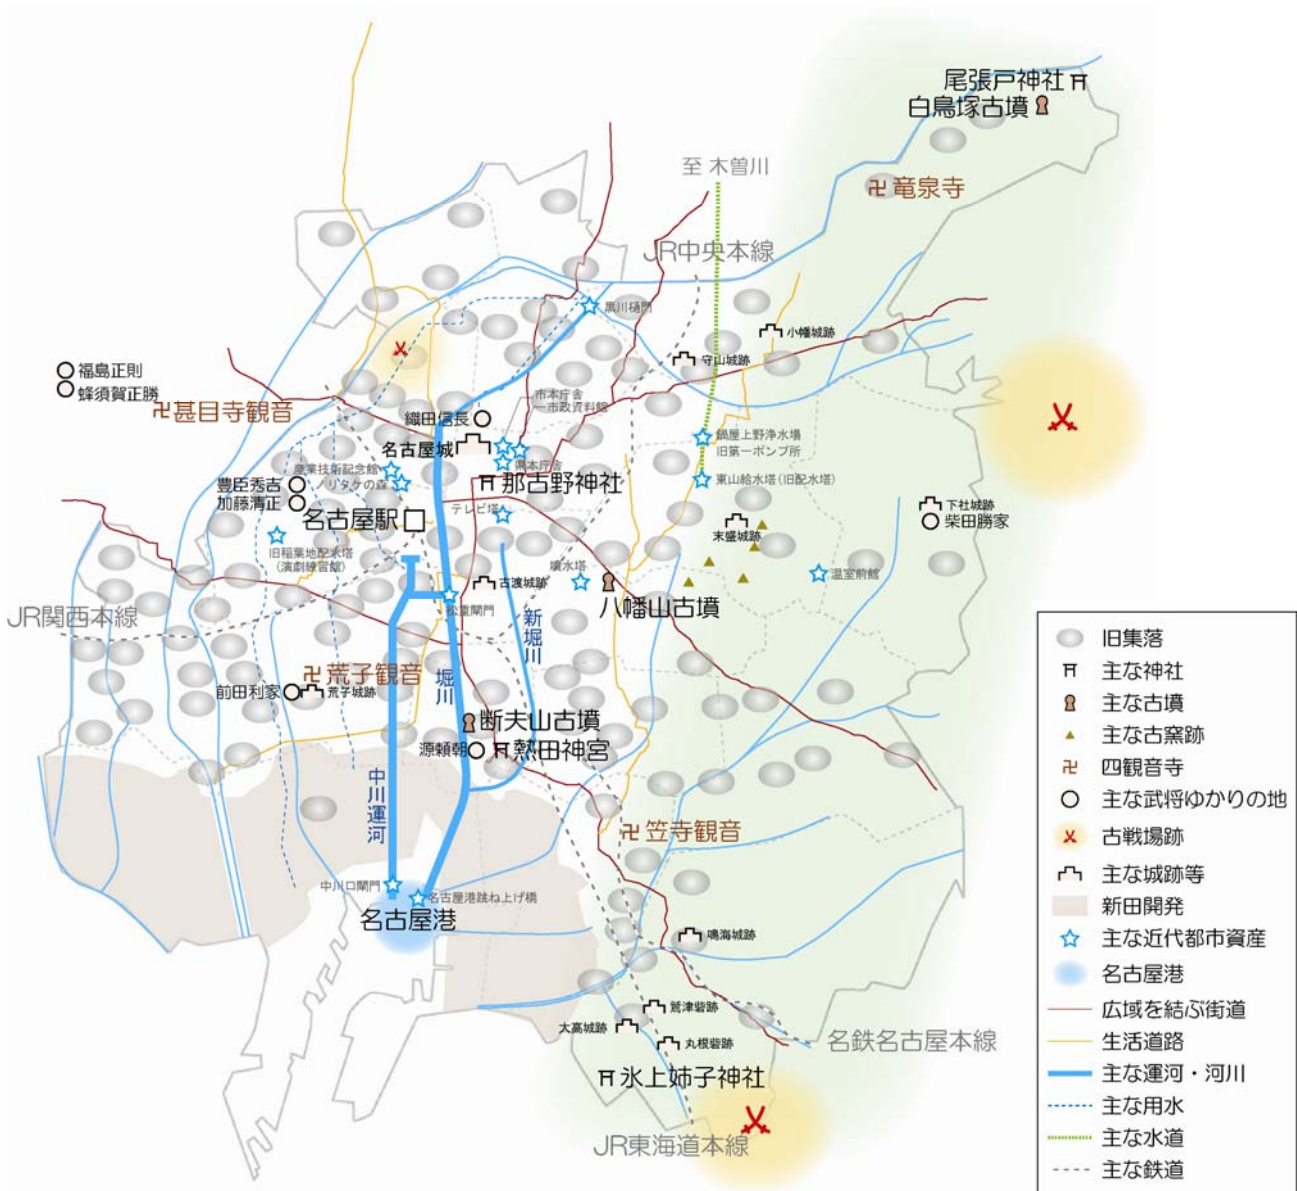 尾張戸神社
白鳥塚古墳
至 木曽川
竜泉寺
JR中央本線
黒川樋門
小幡城跡
守山城跡
福島正則
蜂須賀正勝
甚目寺観音
市本庁舎
市政資料館
織田信長
名古屋城
県本庁舎
鍋屋上野浄水場
旧第一ポンプ所
産業技術記念館
ノリタケの森
豊臣秀吉
加藤清正
那古野神社
東山給水塔(旧配水塔)
名古屋駅
テレビ塔
下社城跡
柴田勝家
末盛城跡
旧稲葉地配水塔
(演劇練習館)
噴水塔
温室前館
古渡城跡
松重閘門
八幡山古墳
JR関西本線
新堀川
荒子観音
堀川
前田利家
荒子城跡
断夫山古墳
源頼朝
熱田神宮
中川運河
笠寺観音
中川口閘門
名古屋港跳ね上げ橋
名古屋港
鳴海城跡
鷲津砦跡
大高城跡
丸根砦跡
名鉄名古屋本線
氷上姉子神社
JR東海道本線
旧集落
主な神社
主な古墳
主な古窯跡
四観音寺
主な武将ゆかりの地
古戦場跡
主な城跡等
新田開発
主な近代都市資産
名古屋港
広域を結ぶ街道
生活道路
主な運河・河川
主な用水
主な水道
主な鉄道